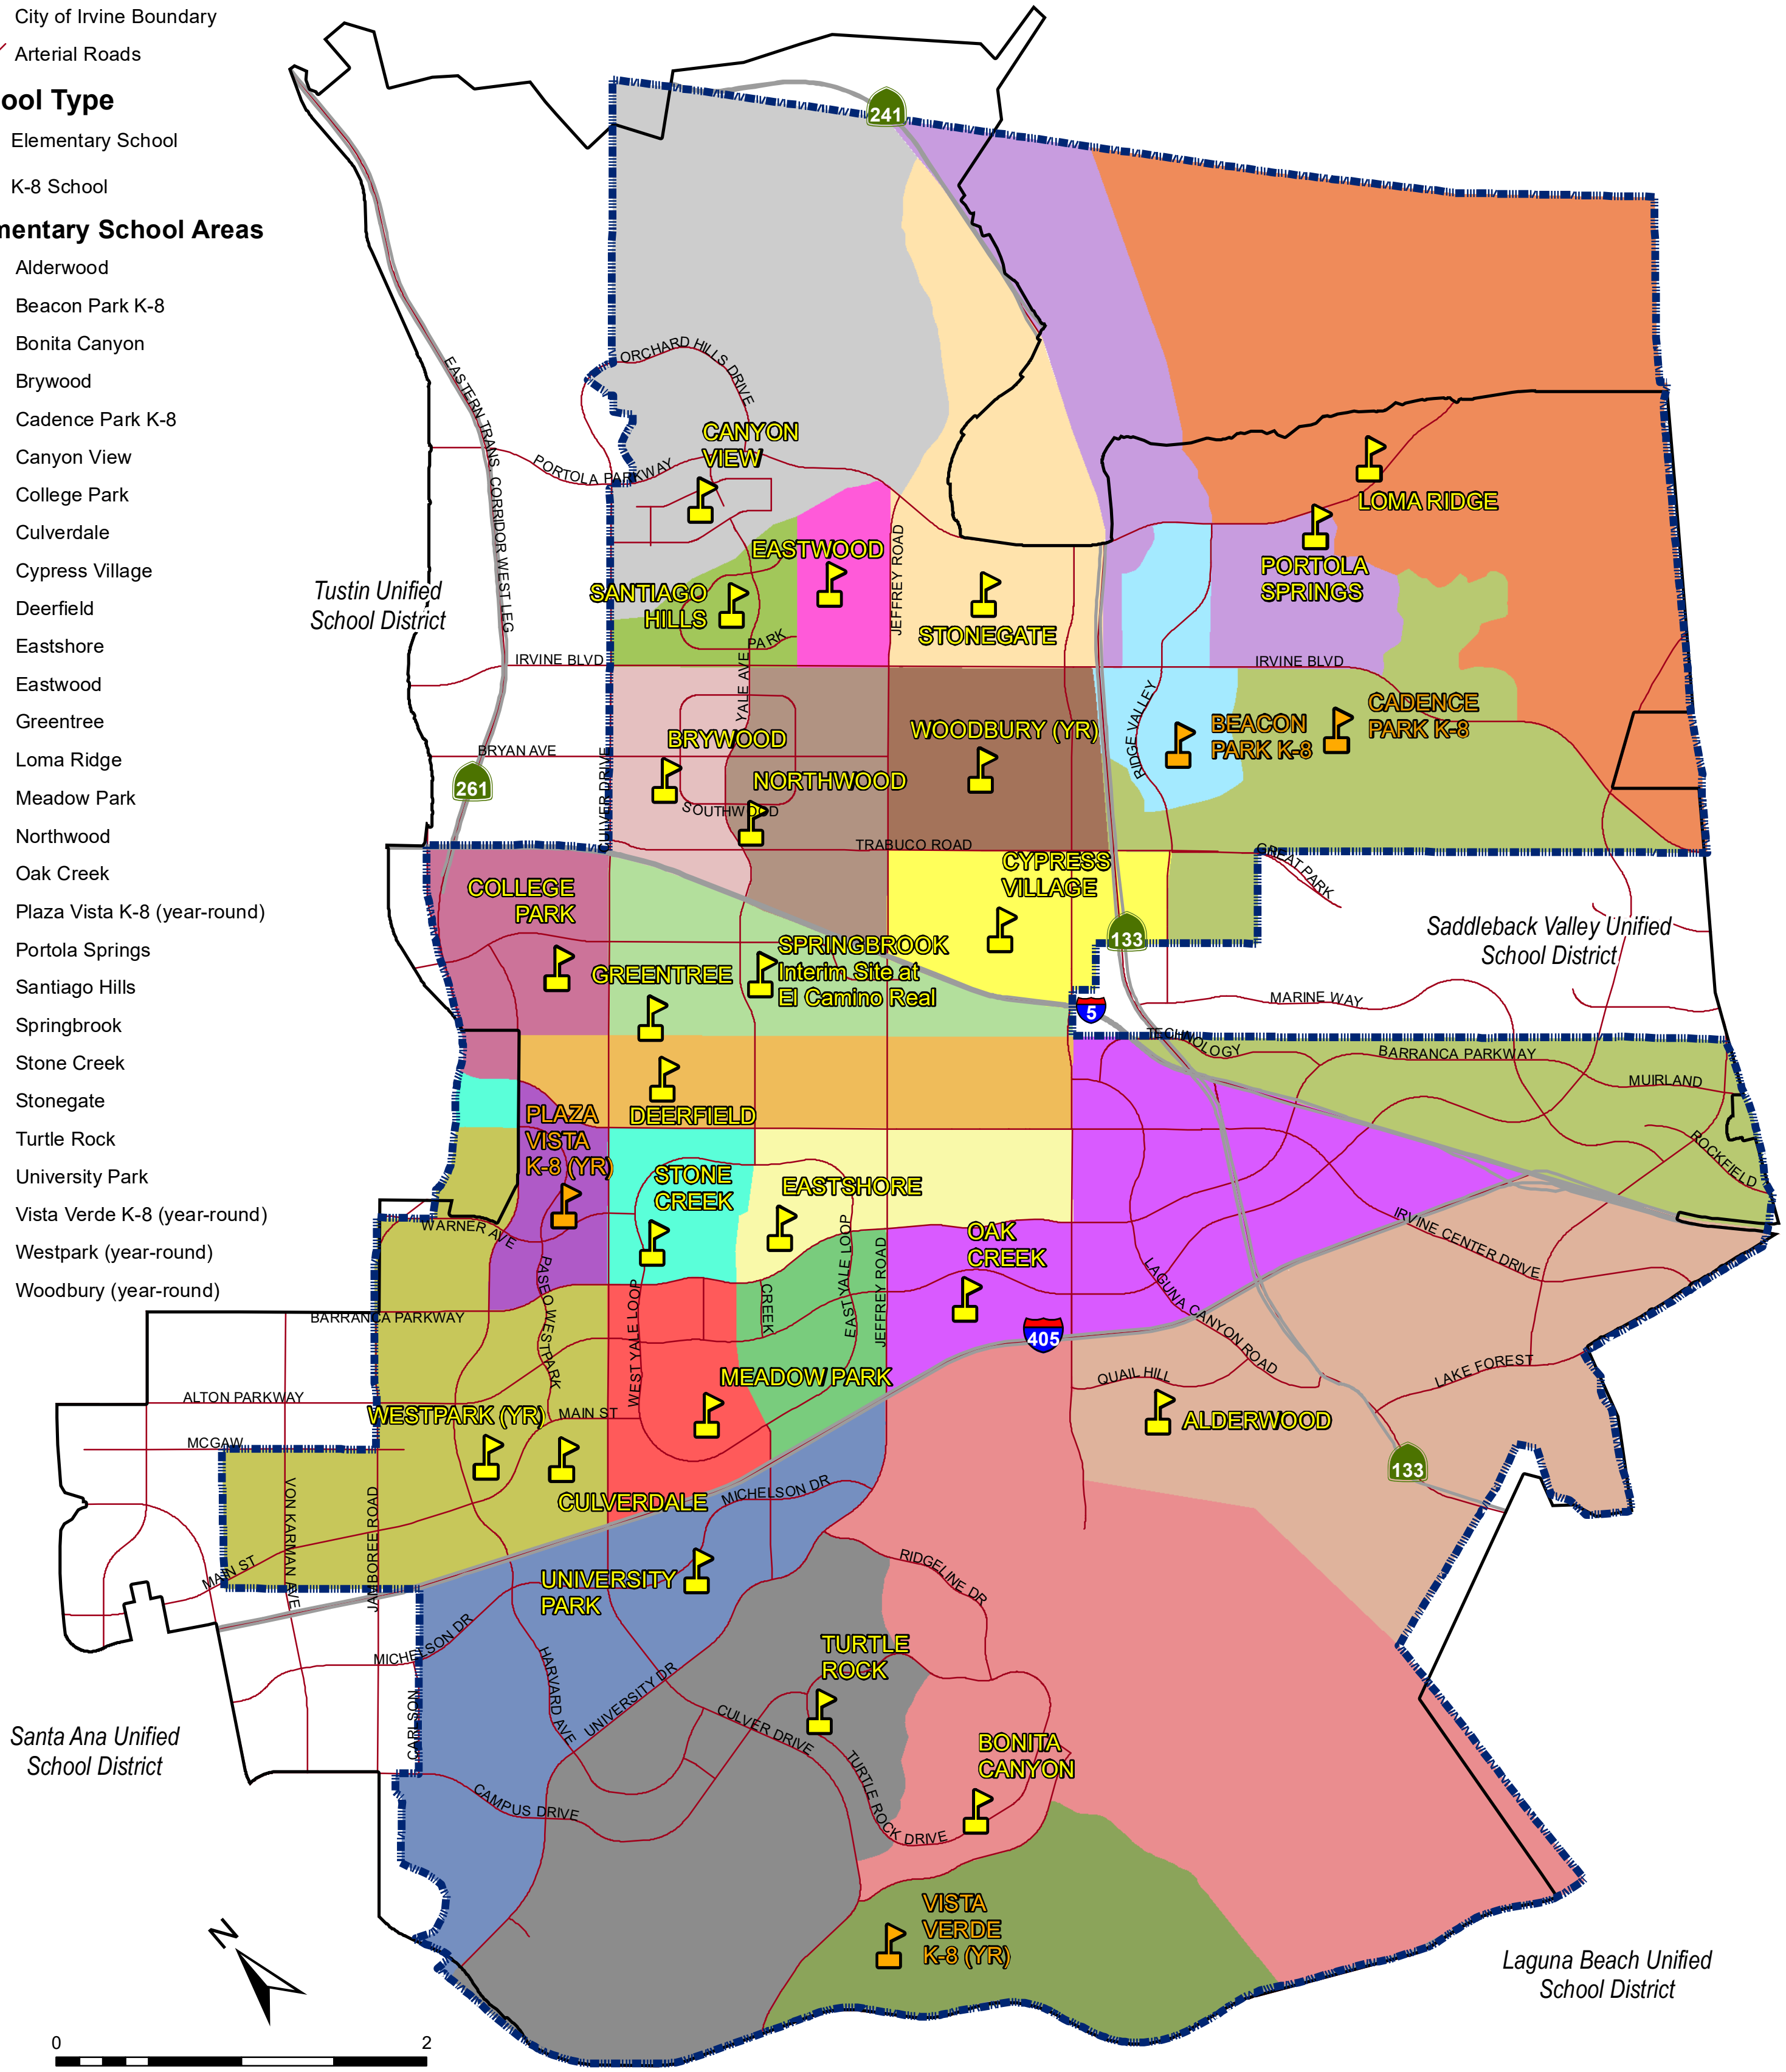 City of Irvine Boundary
Arterial Roads
ool Type
Elementary School
K-8 School
mentary School Areas
Alderwood
Beacon Park K-8
Bonita Canyon
Brywood
Cadence Park K-8
Canyon View
College Park
Culverdale
Cypress Village
Deerfield
Eastshore
Eastwood
Greentree
Loma Ridge
Meadow Park
Northwood
Oak Creek
Plaza Vista K-8 (year-round)
Portola Springs
Santiago Hills
Springbrook
Stone Creek
Stonegate
Turtle Rock
University Park
Vista Verde K-8 (year-round)
Westpark (year-round)
Woodbury (year-round)
241
ORCHARD HILLS DRIVE
EASTERN TRANS. CORRIDOR WEST LEG
CANYON
VIEW
PORTOLA PARKWAY
LOMA RIDGE
EASTWOOD
JEFFREY ROAD
PORTOLA
SPRINGS
Tustin Unified
School District
SANTIAGO
HILLS
STONEGATE
PARK
IRVINE BLVD
IRVINE BLVD
YALE AVE
RIDGE VALLEY
CADENCE
PARK K-8
BEACON
PARK K-8
WOODBURY (YR)
BRYWOOD
BRYAN AVE
CULVER DRIVE
261
NORTHWOOD
SOUTHWOOD
TRABUCO ROAD
GREAT PARK
CYPRESS
VILLAGE
COLLEGE
PARK
133
Saddleback Valley Unified
School District
SPRINGBROOK
Interim Site at
El Camino Real
GREENTREE
MARINE WAY
5
TECHNOLOGY
BARRANCA PARKWAY
MUIRLAND
DEERFIELD
PLAZA
VISTA
K-8 (YR)
ROCKFIELD
STONE
CREEK
EASTSHORE
WARNER AVE
OAK
CREEK
IRVINE CENTER DRIVE
EAST YALE LOOP
JEFFREY ROAD
PASEO WESTPARK
WEST YALE LOOP
CREEK
LAGUNA CANYON ROAD
BARRANCA PARKWAY
405
MEADOW PARK
QUAIL HILL
LAKE FOREST
ALTON PARKWAY
WESTPARK (YR)
MAIN ST
ALDERWOOD
MCGAW
133
CULVERDALE
MICHELSON DR
VON KARMAN AVE
JAMBOREE ROAD
MAIN ST
UNIVERSITY
PARK
RIDGELINE DR
MICHELSON DR
TURTLE
ROCK
HARVARD AVE
UNIVERSITY DR
CARLSON
CULVER DRIVE
Santa Ana Unified
School District
BONITA
CANYON
TURTLE ROCK DRIVE
CAMPUS DRIVE
VISTA
VERDE
K-8 (YR)
N
Laguna Beach Unified
School District
0 2